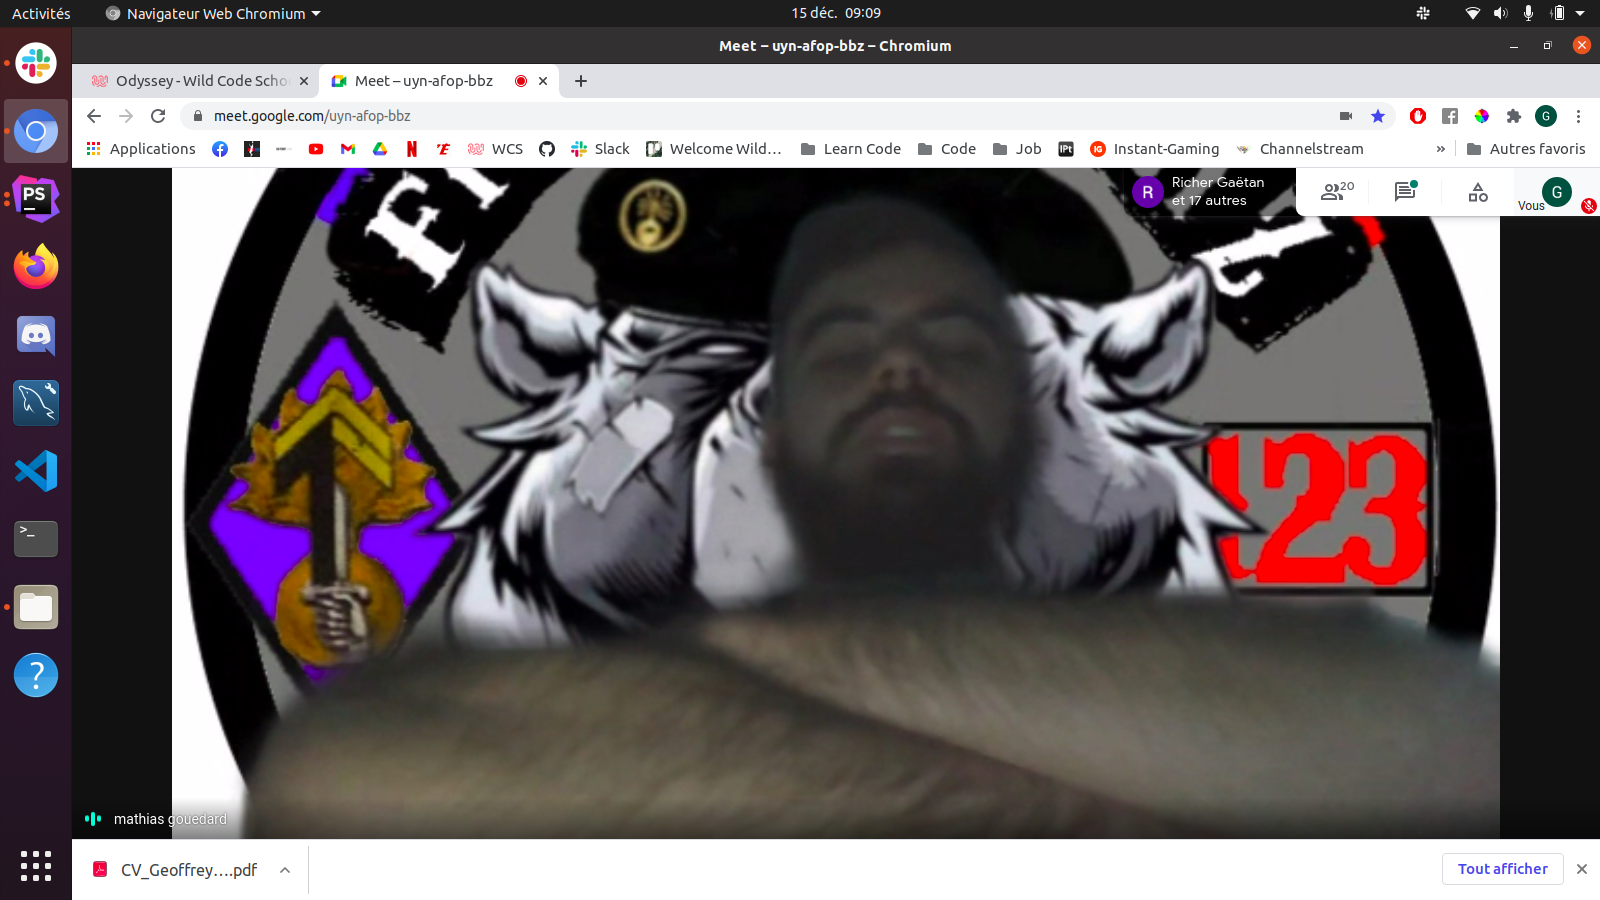 Activités
Navigateur Web Chromium
15 déc. 09:09
Meet – uyn-afop-bbz – Chromium
Odyssey - Wild Code Scho
Meet – uyn-afop-bbz
meet.google.com/uyn-afop-bbz
G
Applications
WCS
Slack
Welcome Wild…
Learn Code
Code
Job
IPt
IG
Instant-Gaming
Channelstream
»
Autres favoris
PS
R
Richer Gaëtan
et 17 autres
20
Vous
G
123
>_
?
mathias gouedard
CV_Geoffrey….pdf
Tout afficher